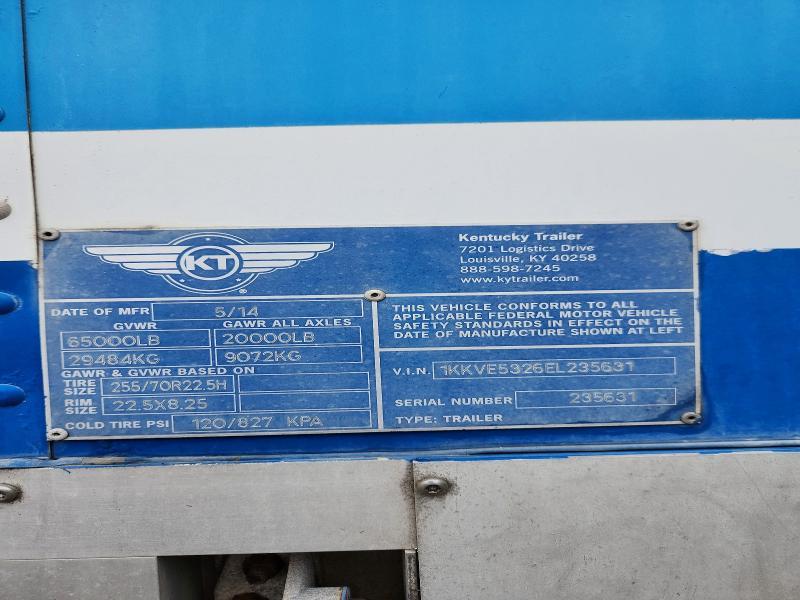 KT
®
Kentucky Trailer
7201 Logistics Drive
Louisville, KY 40258
888-598-7245
www.kytrailer.com
DATE OF MFR 5/14
GVWR GAWR ALL AXLES
65000LB 20000LB
29484KG 9072KG
GAWR & GVWR BASED ON
TIRE SIZE 255/70R22.5H
RIM SIZE 22.5X8.25
COLD TIRE PSI 120/827 KPA
THIS VEHICLE CONFORMS TO ALL
APPLICABLE FEDERAL MOTOR VEHICLE
SAFETY STANDARDS IN EFFECT ON THE
DATE OF MANUFACTURE SHOWN AT LEFT
V.I.N. 1KKVE5326EL235631
SERIAL NUMBER 235631
TYPE: TRAILER